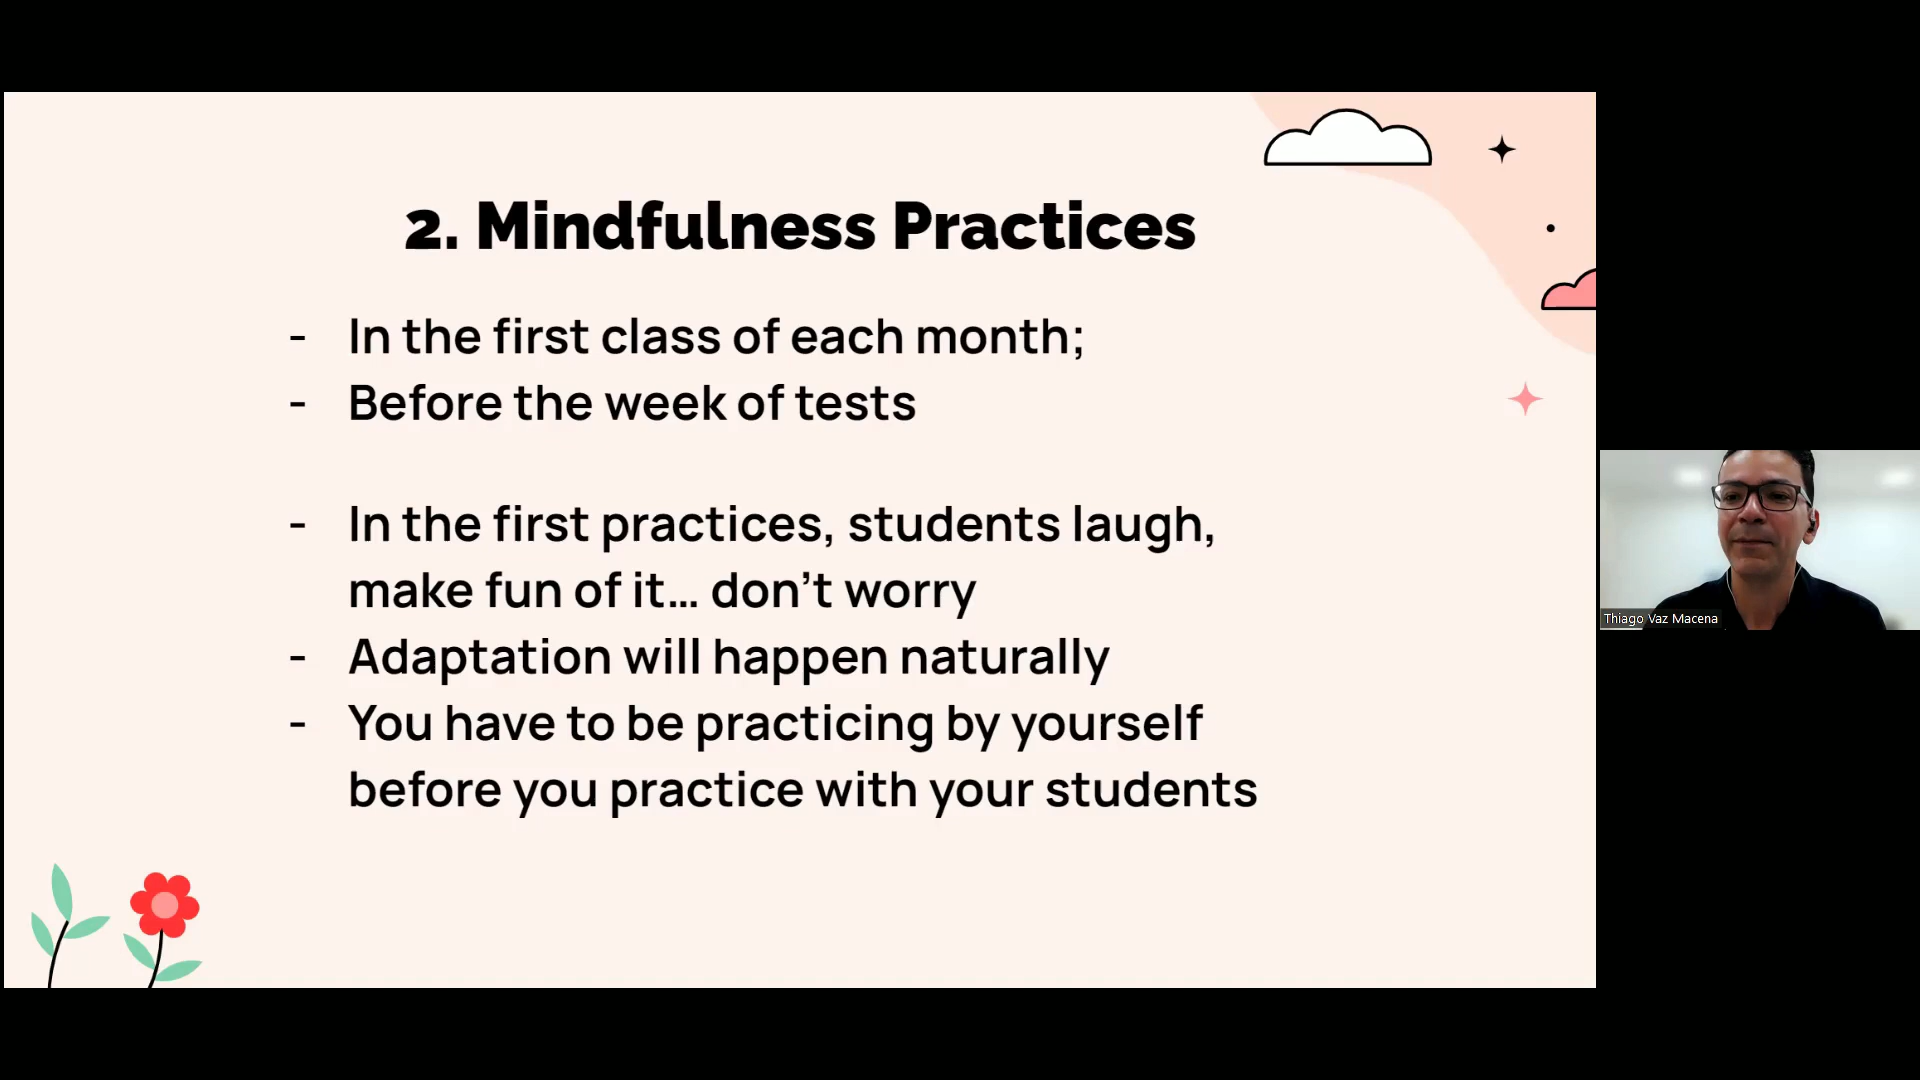 2. Mindfulness Practices
- In the first class of each month;
- Before the week of tests
- In the first practices, students laugh,
make fun of it... don't worry
- Adaptation will happen naturally
- You have to be practicing by yourself
before you practice with your students
Thiago Vaz Macena